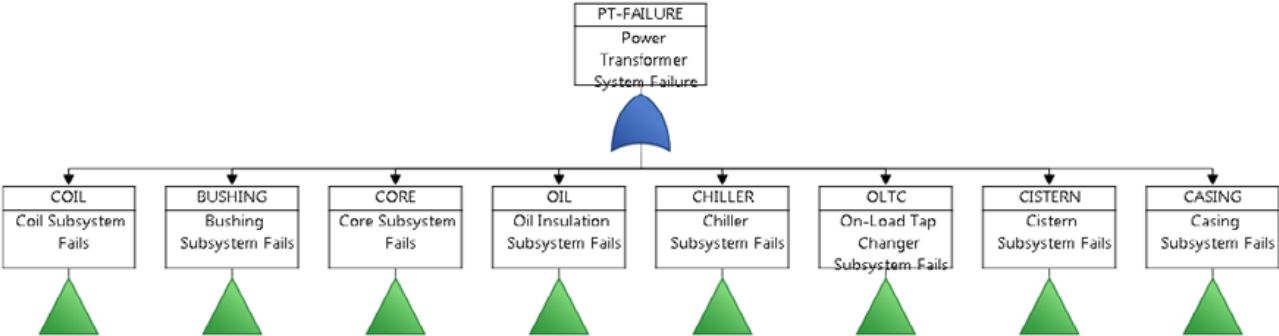 PT-FAILURE
Power
Transformer
System Failure
COIL
Coil Subsystem
Fails
BUSHING
Bushing
Subsystem Fails
CORE
Core Subsystem
Fails
OIL
Oil Insulation
Subsystem Fails
CHILLER
Chiller
Subsystem Fails
OLTC
On-Load Tap
Changer
Subsystem Fails
CISTERN
Cistern
Subsystem Fails
CASING
Casing
Subsystem Fails